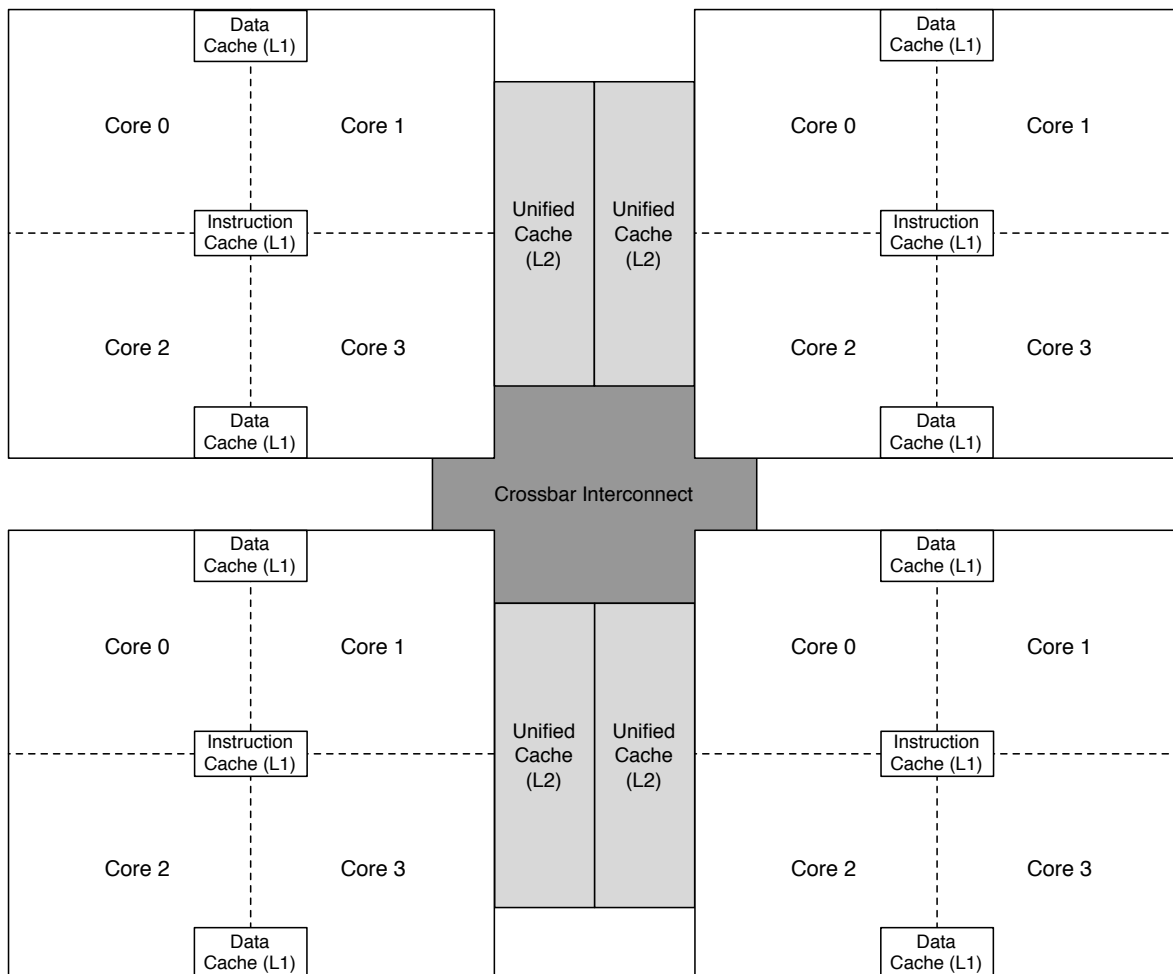 Data
Cache (L1)
Data
Cache (L1)
Core 0
Core 1
Core 0
Core 1
Instruction
Cache (L1)
Unified
Cache
(L2)
Unified
Cache
(L2)
Instruction
Cache (L1)
Core 2
Core 3
Core 2
Core 3
Data
Cache (L1)
Data
Cache (L1)
Crossbar Interconnect
Data
Cache (L1)
Data
Cache (L1)
Core 0
Core 1
Core 0
Core 1
Instruction
Cache (L1)
Unified
Cache
(L2)
Unified
Cache
(L2)
Instruction
Cache (L1)
Core 2
Core 3
Core 2
Core 3
Data
Cache (L1)
Data
Cache (L1)